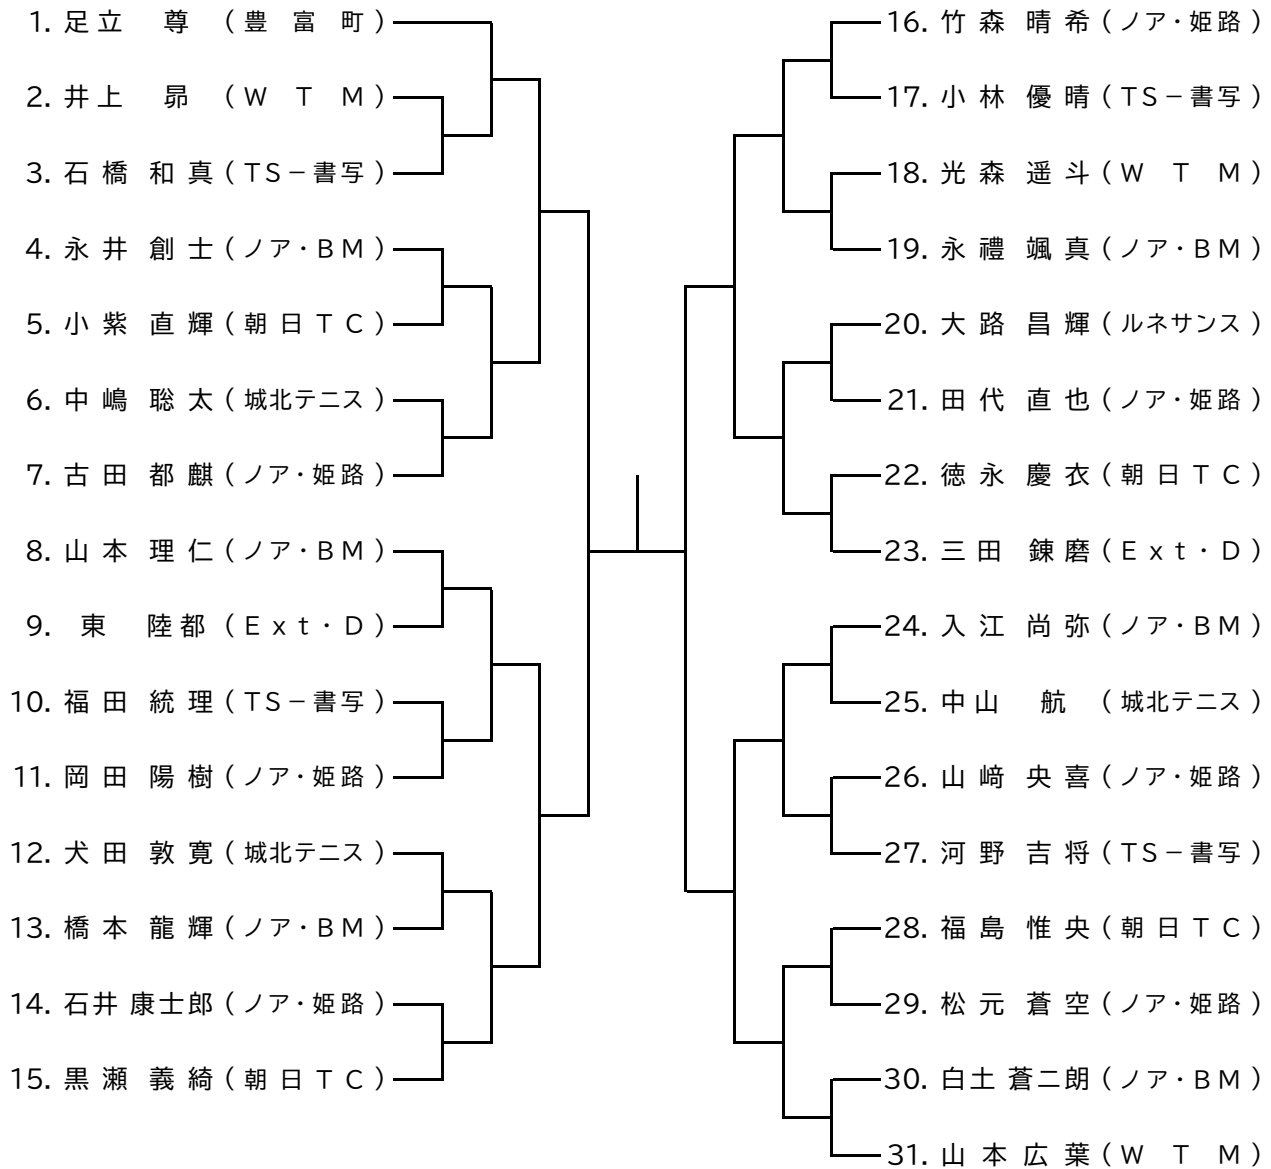 1. 足立 尊 (豊富町)
2. 井上 昴 (WTM)
3. 石橋 和真 (TS－書写)
4. 永井 創士 (ノア・BM)
5. 小紫 直輝 (朝日TC)
6. 中嶋 聡太 (城北テニス)
7. 古田 都麒 (ノア・姫路)
8. 山本 理仁 (ノア・BM)
9. 東 陸都 (Ext・D)
10. 福田 統理 (TS－書写)
11. 岡田 陽樹 (ノア・姫路)
12. 犬田 敦寛 (城北テニス)
13. 橋本 龍輝 (ノア・BM)
14. 石井 康士郎 (ノア・姫路)
15. 黒瀬 義綺 (朝日TC)
16. 竹森 晴希 (ノア・姫路)
17. 小林 優晴 (TS－書写)
18. 光森 遥斗 (WTM)
19. 永禮 颯真 (ノア・BM)
20. 大路 昌輝 (ルネサンス)
21. 田代 直也 (ノア・姫路)
22. 徳永 慶衣 (朝日TC)
23. 三田 錬磨 (Ext・D)
24. 入江 尚弥 (ノア・BM)
25. 中山 航 (城北テニス)
26. 山﨑 央喜 (ノア・姫路)
27. 河野 吉将 (TS－書写)
28. 福島 惟央 (朝日TC)
29. 松元 蒼空 (ノア・姫路)
30. 白土 蒼二朗 (ノア・BM)
31. 山本 広葉 (WTM)